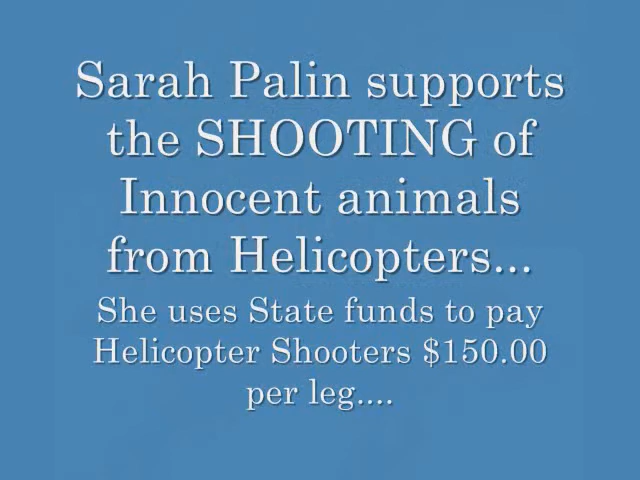 Sarah Palin supports
the SHOOTING of
Innocent animals
from Helicopters...
She uses State funds to pay
Helicopter Shooters $150.00
per leg....